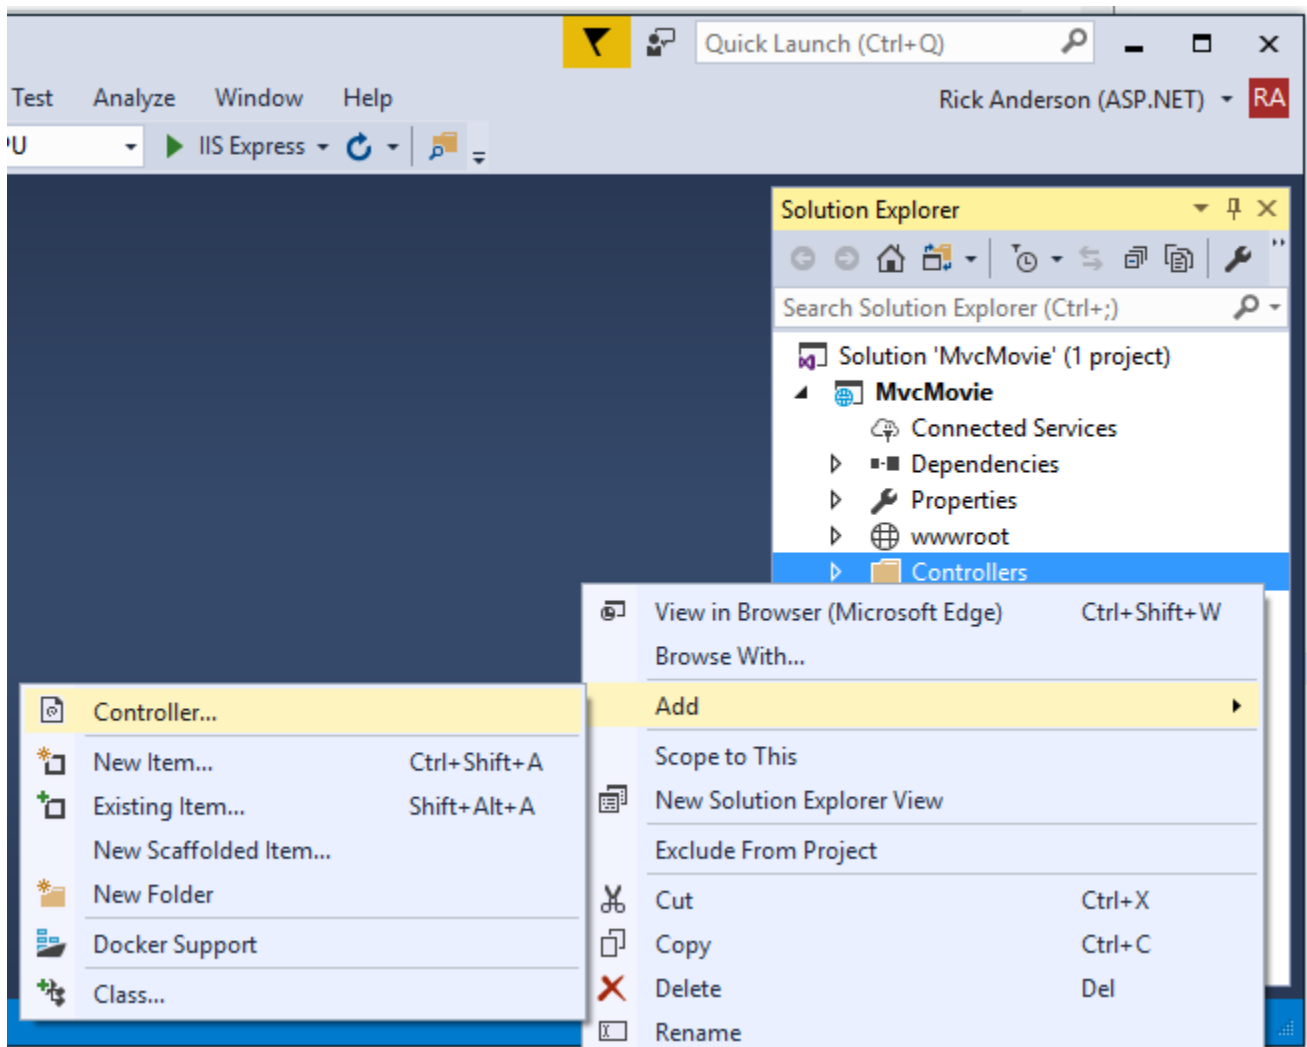 Quick Launch (Ctrl+Q)
Test Analyze Window Help
Rick Anderson (ASP.NET) RA
PU IIS Express
Solution Explorer
Search Solution Explorer (Ctrl+;)
Solution 'MvcMovie' (1 project)
MvcMovie
Connected Services
Dependencies
Properties
wwwroot
Controllers
View in Browser (Microsoft Edge) Ctrl+Shift+W
Browse With...
Add
Scope to This
New Solution Explorer View
Exclude From Project
Cut Ctrl+X
Copy Ctrl+C
Delete Del
Rename
Controller...
New Item... Ctrl+Shift+A
Existing Item... Shift+Alt+A
New Scaffolded Item...
New Folder
Docker Support
Class...